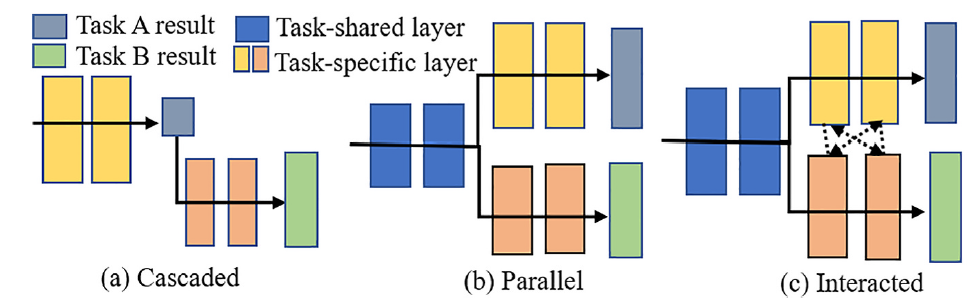 Task A result
Task-shared layer
Task B result
Task-specific layer
(a) Cascaded
(b) Parallel
(c) Interacted